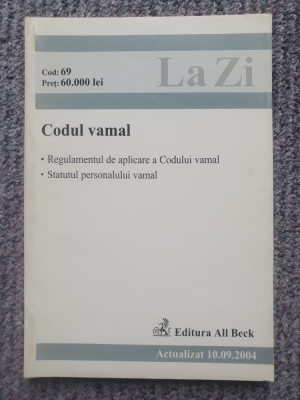 La Zi
Cod: 69
Preț: 60.000 lei
Codul vamal
• Regulamentul de aplicare a Codului vamal
• Statutul personalului vamal
Editura All Beck
Actualizat 10.09.2004